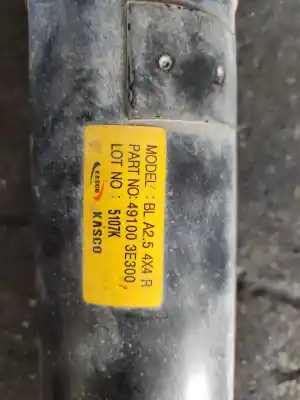 MODEL : BL A2.5 4X4 R
PART NO: 49100 3E300
LOT NO : 5107K
KASCO
KASCO